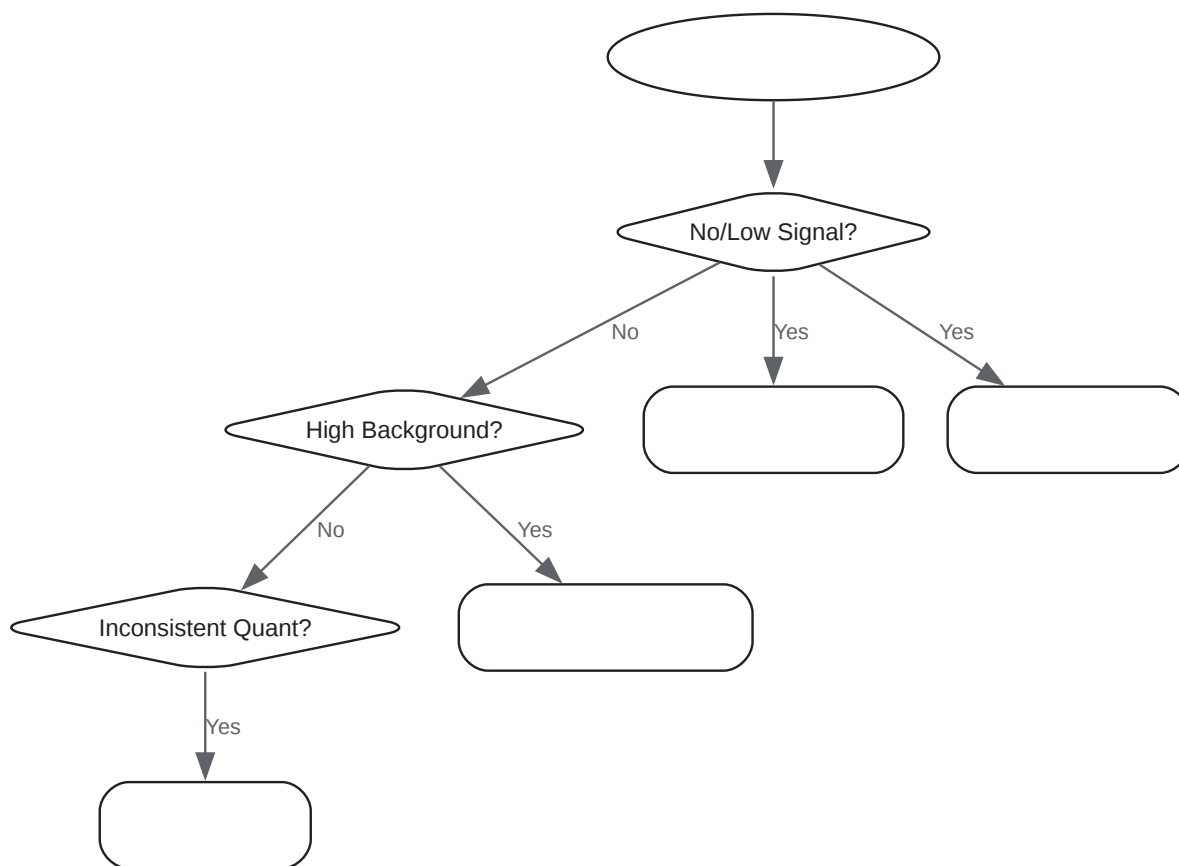 No/Low Signal?
No
Yes
Yes
High Background?
No
Yes
Inconsistent Quant?
Yes